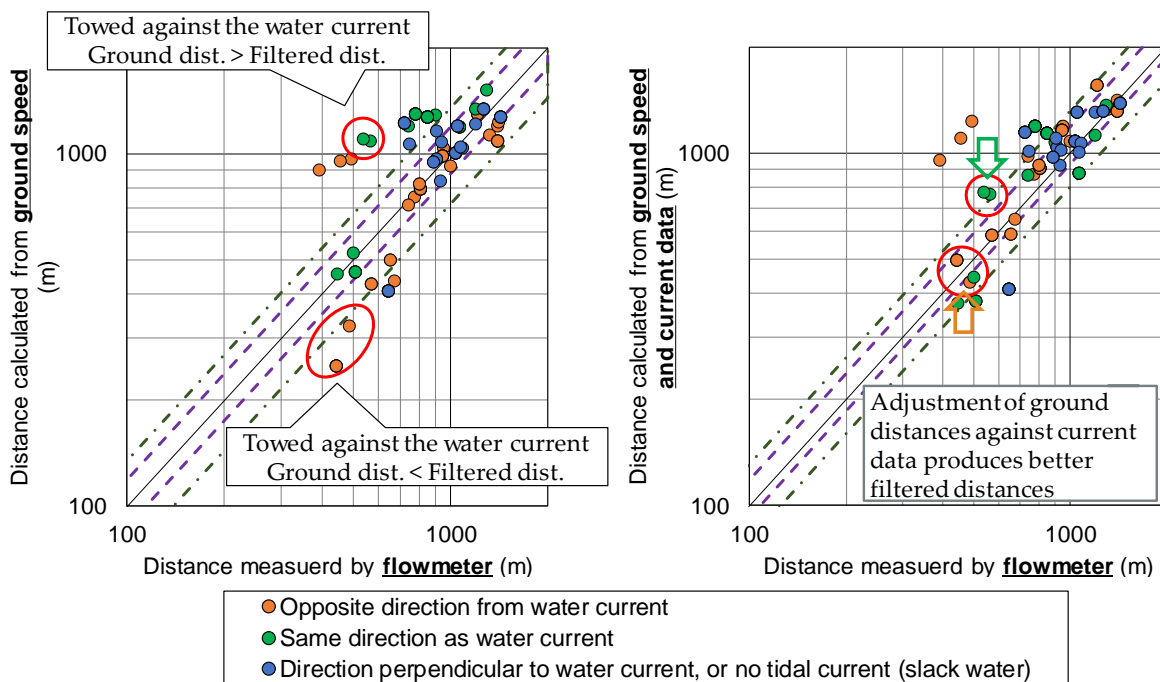 Towed against the water current
Ground dist. > Filtered dist.
Distance calculated from ground speed
(m)
1000
100
100
1000
Distance measuerd by flowmeter (m)
Towed against the water current
Ground dist. < Filtered dist.
Distance calculated from ground speed
and current data (m)
1000
100
100
1000
Distance measuerd by flowmeter (m)
Adjustment of ground
distances against current
data produces better
filtered distances
Opposite direction from water current
Same direction as water current
Direction perpendicular to water current, or no tidal current (slack water)